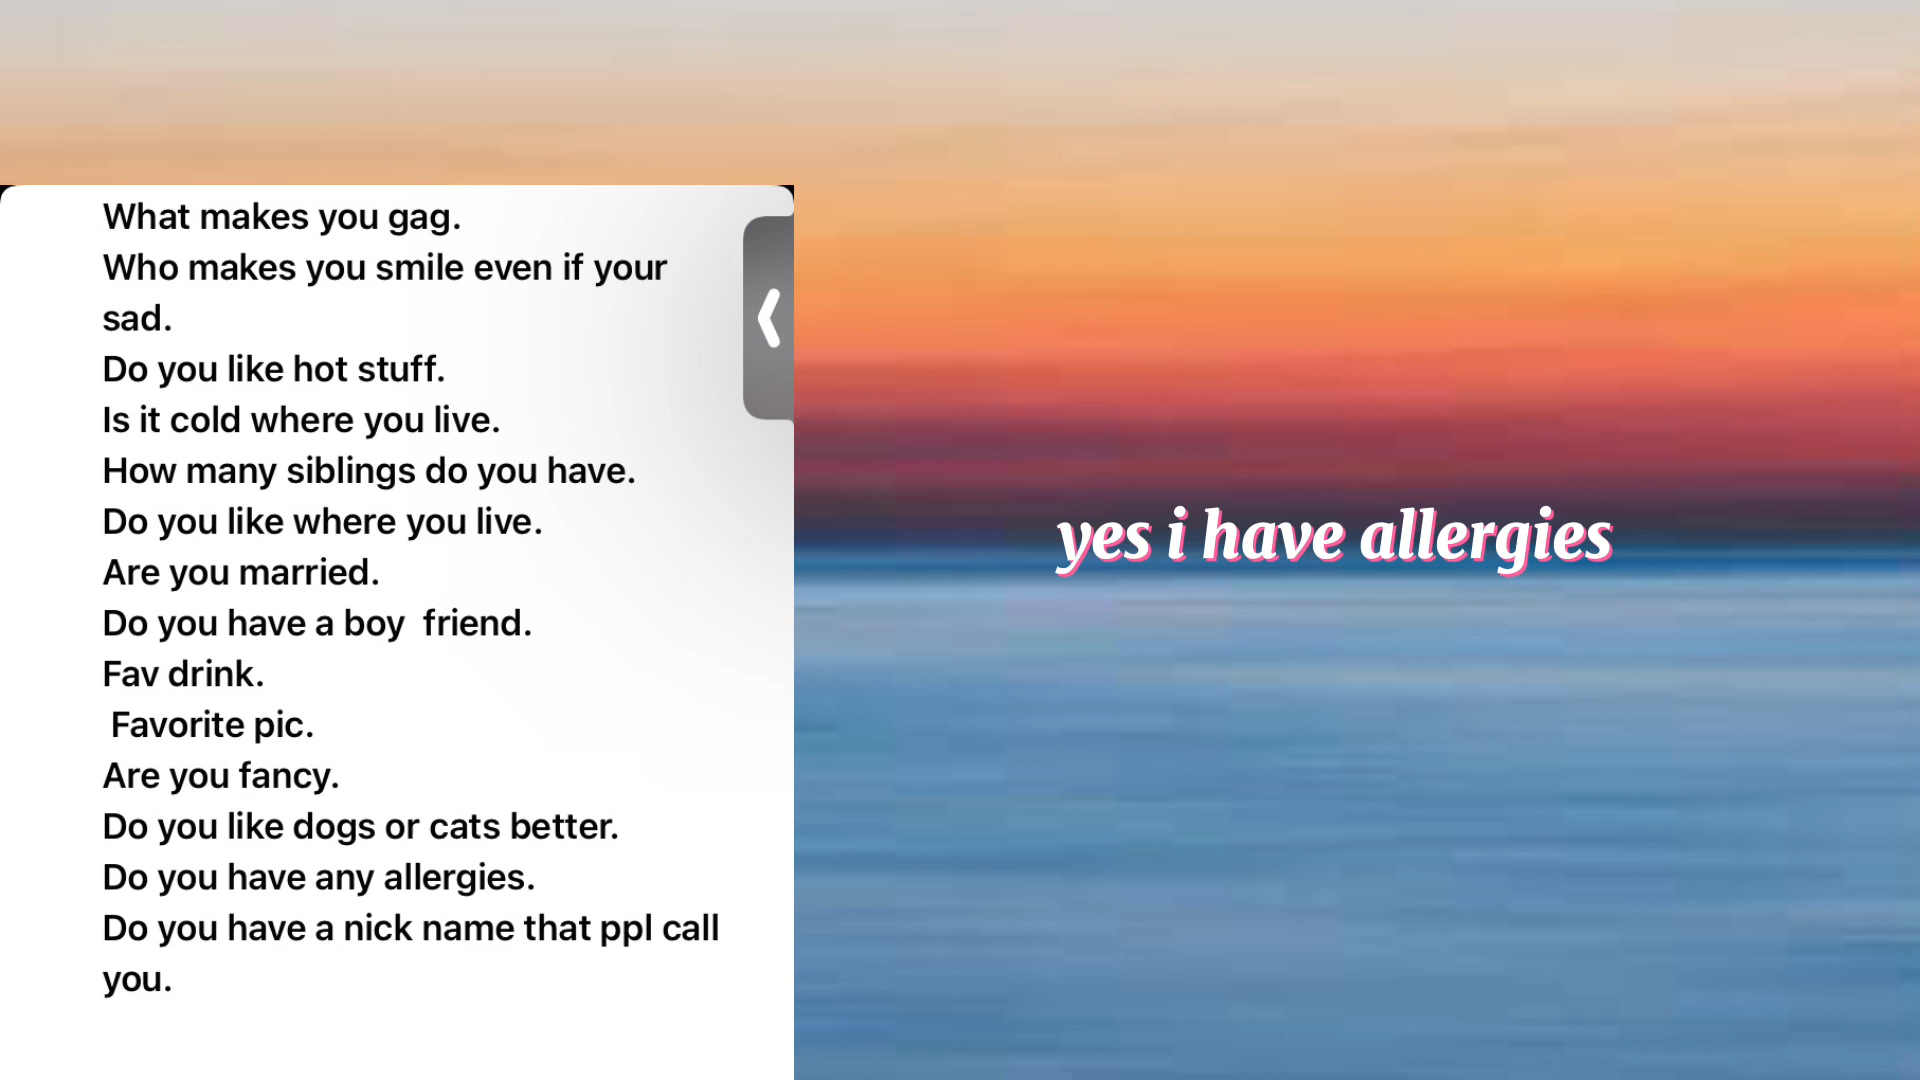 What makes you gag.
Who makes you smile even if your
sad.
Do you like hot stuff.
Is it cold where you live.
How many siblings do you have.
Do you like where you live.
Are you married.
Do you have a boy  friend.
Fav drink.
Favorite pic.
Are you fancy.
Do you like dogs or cats better.
Do you have any allergies.
Do you have a nick name that ppl call
you.
yes i have allergies